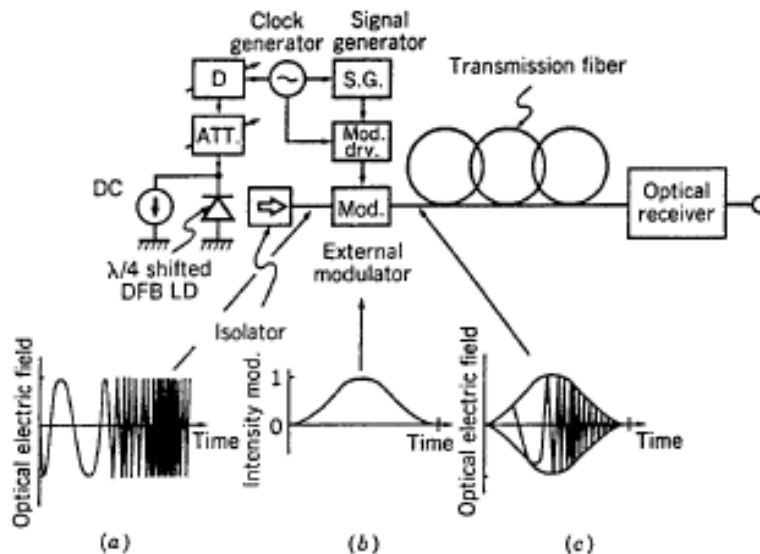 Clock
generator
Signal
generator
D
S.G.
Transmission fiber
ATT.
Mod.
drv.
DC
Mod.
Optical
receiver
λ/4 shifted
DFB LD
External
modulator
Isolator
Optical electric field
Time
Intensity mod.
1
0
Time
Optical electric field
Time
(a)
(b)
(c)